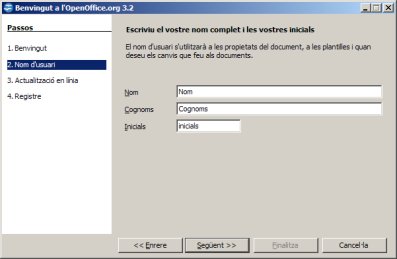 Benvingut a l'OpenOffice.org 3.2
Passos
1. Benvingut
2. Nom d'usuari
3. Actualització en línia
4. Registre
Escriviu el vostre nom complet i les vostres inicials
El nom d'usuari s'utilitzarà a les propietats del document, a les plantilles i quan
deseu els canvis que feu als documents.
Nom Nom
Cognoms Cognoms
Inicials inicials
<< Enrere Següent >> Finalitza Cancel·la